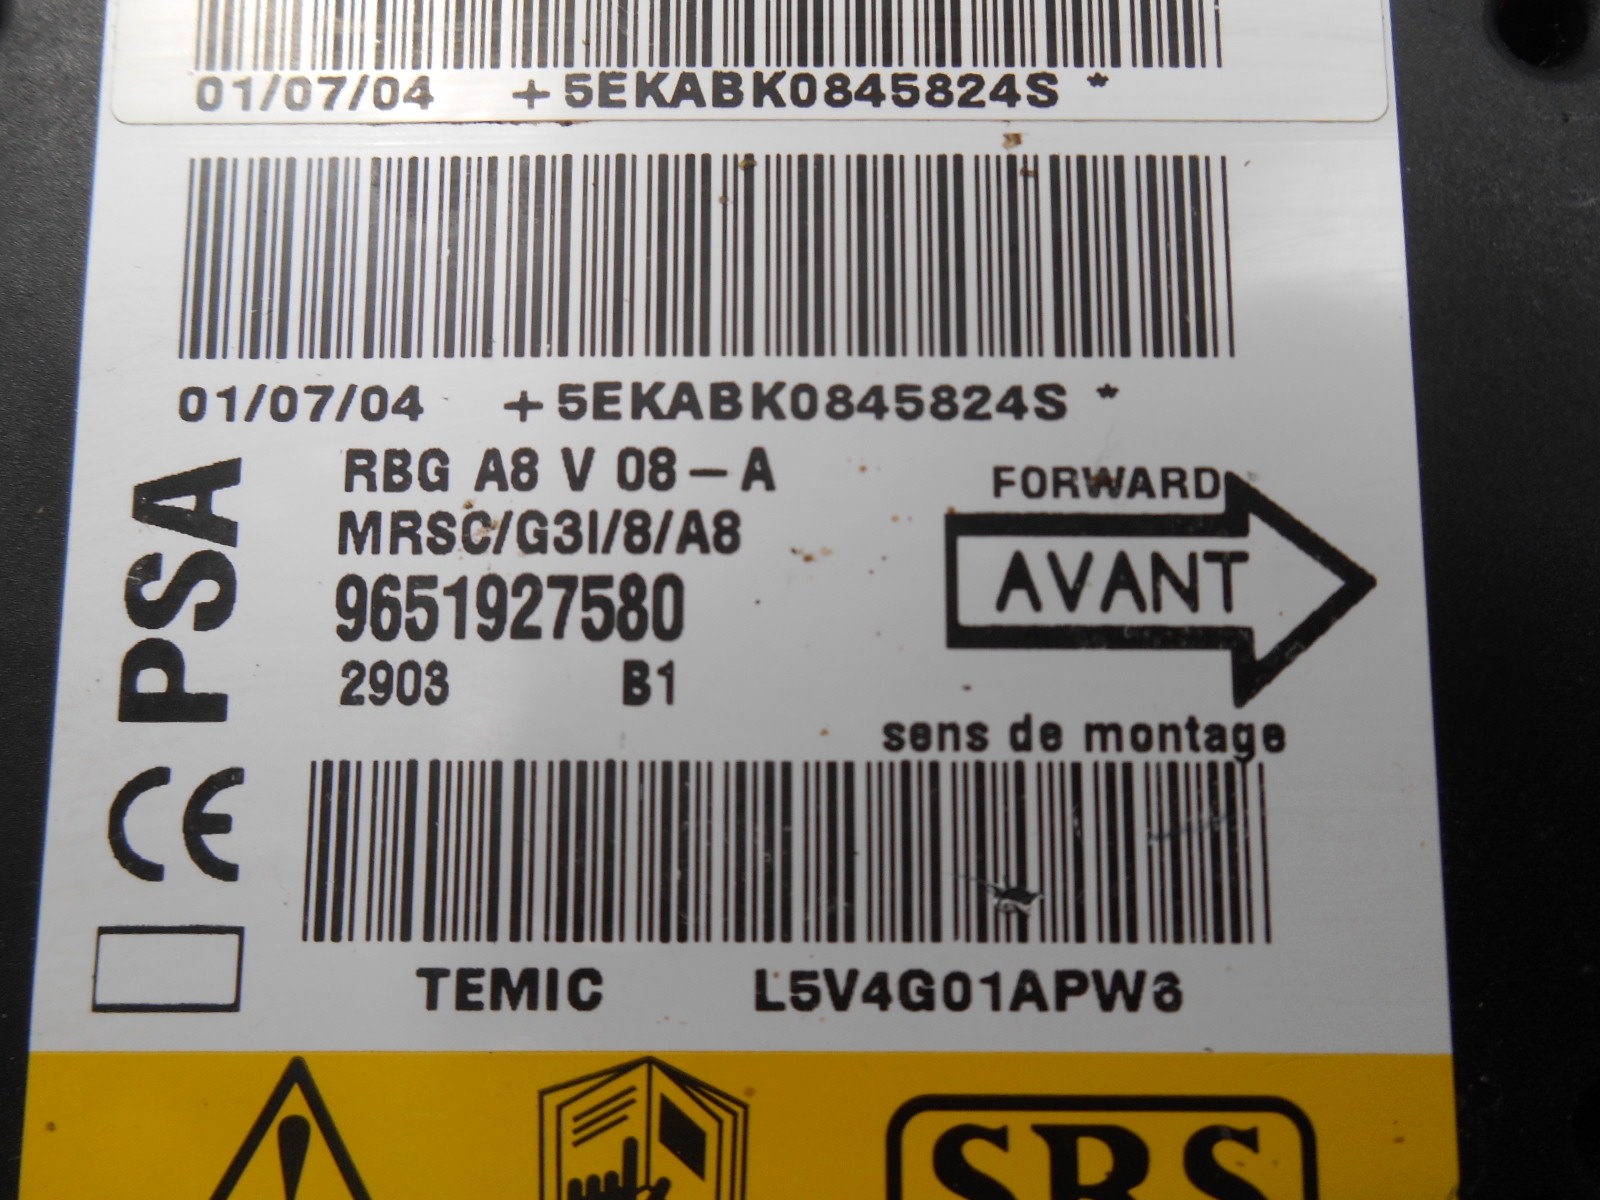 01/07/04 +5EKABK0845824S *
01/07/04 +5EKABK0845824S *
PSA
CE
RBG A8 V 08-A
MRSC/G3I/8/A8
9651927580
2903 B1
FORWARD
AVANT
sens de montage
TEMIC L5V4G01APW6
SRS